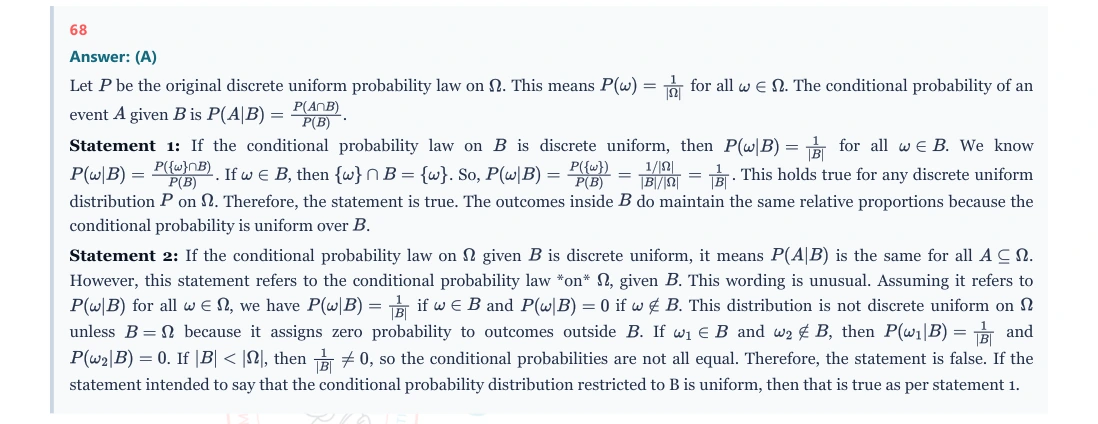 68
Answer: (A)
Let P be the original discrete uniform probability law on Ω. This means P(ω) = 1/|Ω| for all ω ∈ Ω. The conditional probability of an
event A given B is P(A|B) = P(A∩B)/P(B).
Statement 1: If the conditional probability law on B is discrete uniform, then P(ω|B) = 1/|B| for all ω ∈ B. We know
P(ω|B) = P({ω}∩B)/P(B). If ω ∈ B, then {ω} ∩ B = {ω}. So, P(ω|B) = P({ω})/P(B) = 1/|Ω|/|B|/|Ω| = 1/|B|. This holds true for any discrete uniform
distribution P on Ω. Therefore, the statement is true. The outcomes inside B do maintain the same relative proportions because the
conditional probability is uniform over B.
Statement 2: If the conditional probability law on Ω given B is discrete uniform, it means P(A|B) is the same for all A ⊆ Ω.
However, this statement refers to the conditional probability law *on* Ω, given B. This wording is unusual. Assuming it refers to
P(ω|B) for all ω ∈ Ω, we have P(ω|B) = 1/|B| if ω ∈ B and P(ω|B) = 0 if ω ∉ B. This distribution is not discrete uniform on Ω
unless B = Ω because it assigns zero probability to outcomes outside B. If ω₁ ∈ B and ω₂ ∉ B, then P(ω₁|B) = 1/|B| and
P(ω₂|B) = 0. If |B| < |Ω|, then 1/|B| ≠ 0, so the conditional probabilities are not all equal. Therefore, the statement is false. If the
statement intended to say that the conditional probability distribution restricted to B is uniform, then that is true as per statement 1.